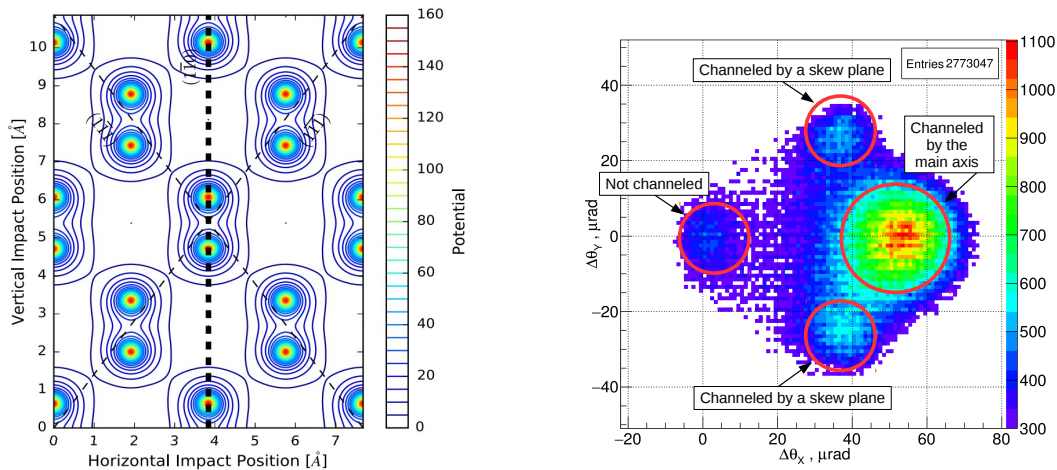 160
140
120
100
80
60
40
20
0
Potential
10
9
8
7
6
5
4
3
2
1
0
Vertical Impact Position [Å]
0 1 2 3 4 5 6 7
Horizontal Impact Position [Å]
Channeled by a skew plane
Entries 2773047
Channeled
by the
main axis
Not channeled
Channeled by a skew plane
40
20
0
−20
−40
Δθ_Y , μrad
−20 0 20 40 60 80
Δθ_X , μrad
1100
1000
900
800
700
600
500
400
300